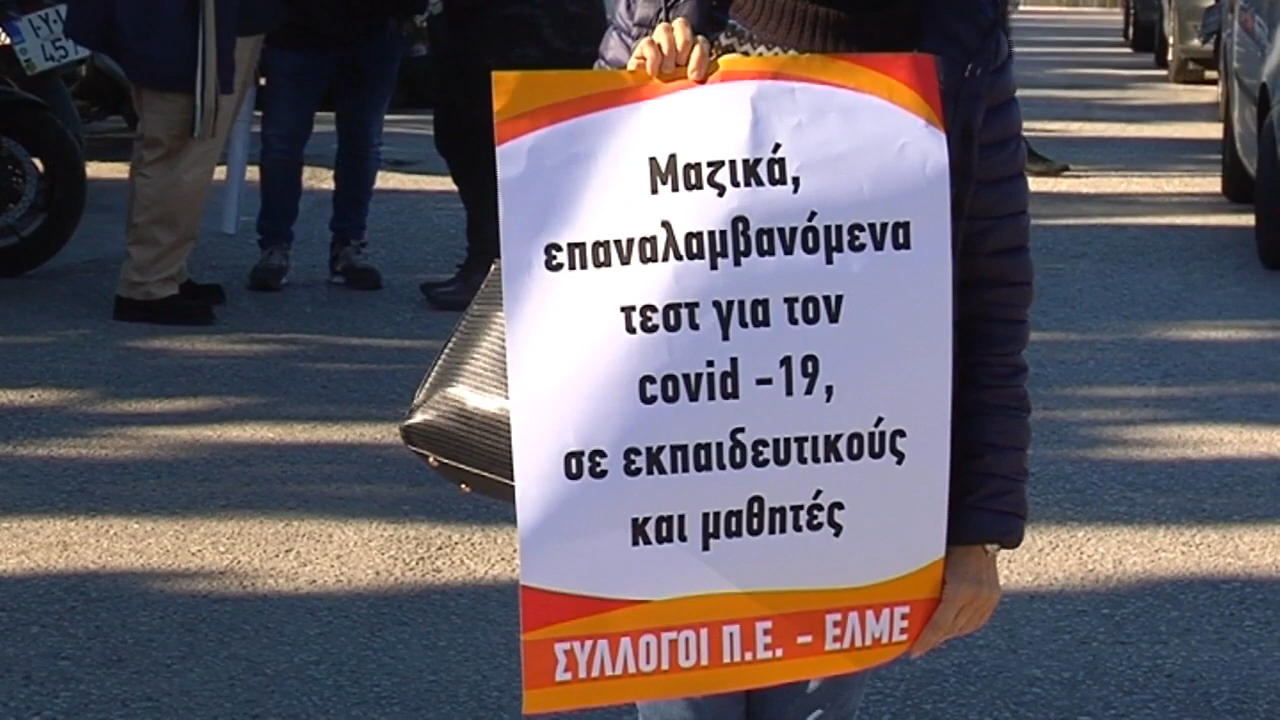 Μαζικά,
επαναλαμβανόμενα
τεστ για τον
covid -19,
σε εκπαιδευτικούς
και μαθητές
ΣΥΛΛΟΓΟΙ Π.Ε. - ΕΛΜΕ